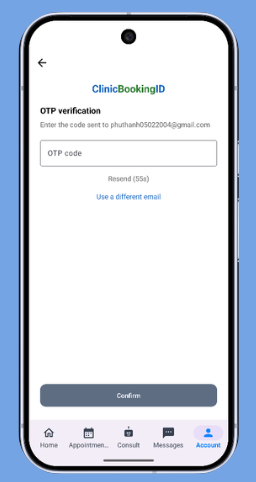 ClinicBookingID
OTP verification
Enter the code sent to phuthanh05022004@gmail.com
OTP code
Resend (55s)
Use a different email
Confirm
Home Appointmen... Consult Messages Account